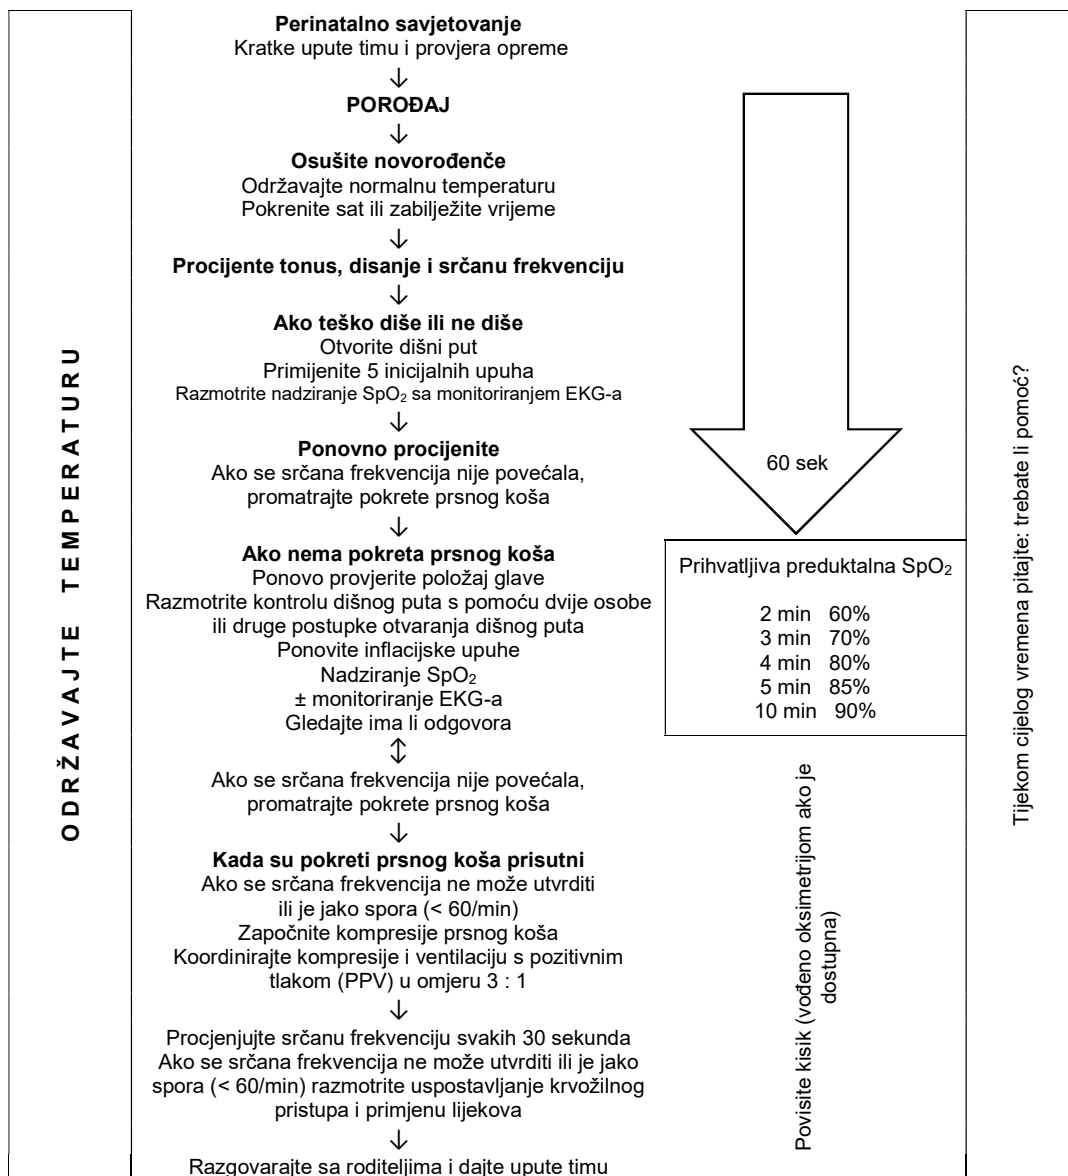 Perinatalno savjetovanje
Kratke upute timu i provjera opreme
↓
POROĐAJ
↓
Osušite novorođenče
Održavajte normalnu temperaturu
Pokrenite sat ili zabilježite vrijeme
↓
Procijente tonus, disanje i srčanu frekvenciju
↓
Ako teško diše ili ne diše
Otvorite dišni put
Primijenite 5 inicijalnih upuha
Razmotrite nadziranje SpO₂ sa monitoriranjem EKG-a
↓
Ponovno procijenite
Ako se srčana frekvencija nije povećala,
promatrajte pokrete prsnog koša
↓
Ako nema pokreta prsnog koša
Ponovo provjerite položaj glave
Razmotrite kontrolu dišnog puta s pomoću dvije osobe
ili druge postupke otvaranja dišnog puta
Ponovite inflacijske upuhe
Nadziranje SpO₂
± monitoriranje EKG-a
Gledajte ima li odgovora
↕
Ako se srčana frekvencija nije povećala,
promatrajte pokrete prsnog koša
↓
Kada su pokreti prsnog koša prisutni
Ako se srčana frekvencija ne može utvrditi
ili je jako spora (< 60/min)
Započnite kompresije prsnog koša
Koordinirajte kompresije i ventilaciju s pozitivnim
tlakom (PPV) u omjeru 3 : 1
↓
Procjenjujte srčanu frekvenciju svakih 30 sekunda
Ako se srčana frekvencija ne može utvrditi ili je jako
spora (< 60/min) razmotrite uspostavljanje krvožilnog
pristupa i primjenu lijekova
↓
Razgovarajte sa roditeljima i dajte upute timu
ODRŽAVAJTE TEMPERATURU
60 sek
Prihvatljiva preduktalna SpO₂
2 min 60%
3 min 70%
4 min 80%
5 min 85%
10 min 90%
Povisite kisik (vođeno oksimetrijom ako je
dostupna)
Tijekom cijelog vremena pitajte: trebate li pomoć?